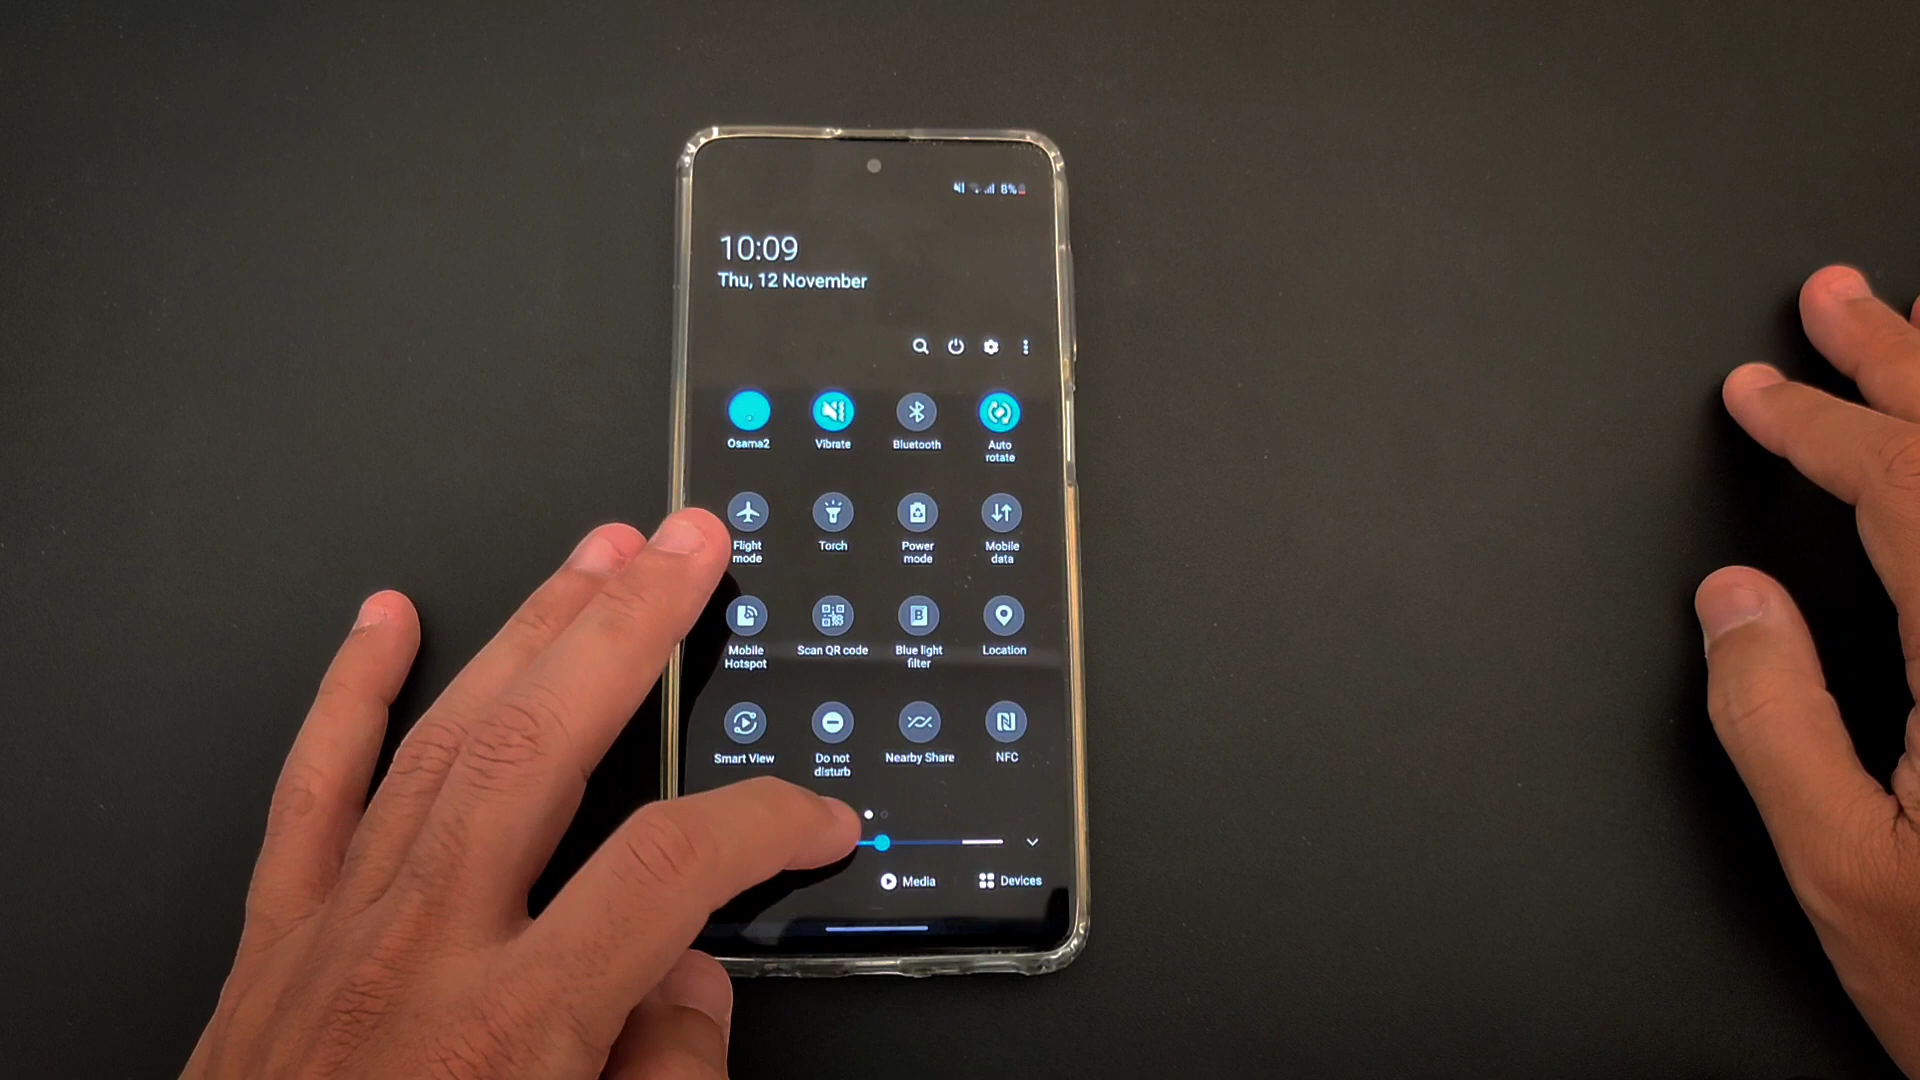 8%
10:09
Thu, 12 November
Osama2
Vibrate
Bluetooth
Auto
rotate
Flight
mode
Torch
Power
mode
Mobile
data
Mobile
Hotspot
Scan QR code
Blue light
filter
Location
Smart View
Do not
disturb
Nearby Share
NFC
Media
Devices